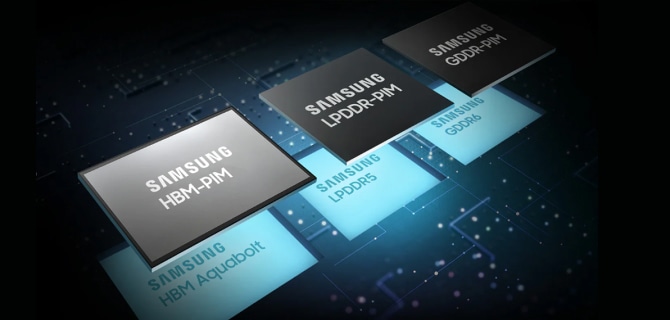 SAMSUNG
HBM-PIM
SAMSUNG
HBM Aquabolt
SAMSUNG
LPDDR-PIM
SAMSUNG
LPDDR5
SAMSUNG
GDDR-PIM
SAMSUNG
GDDR6